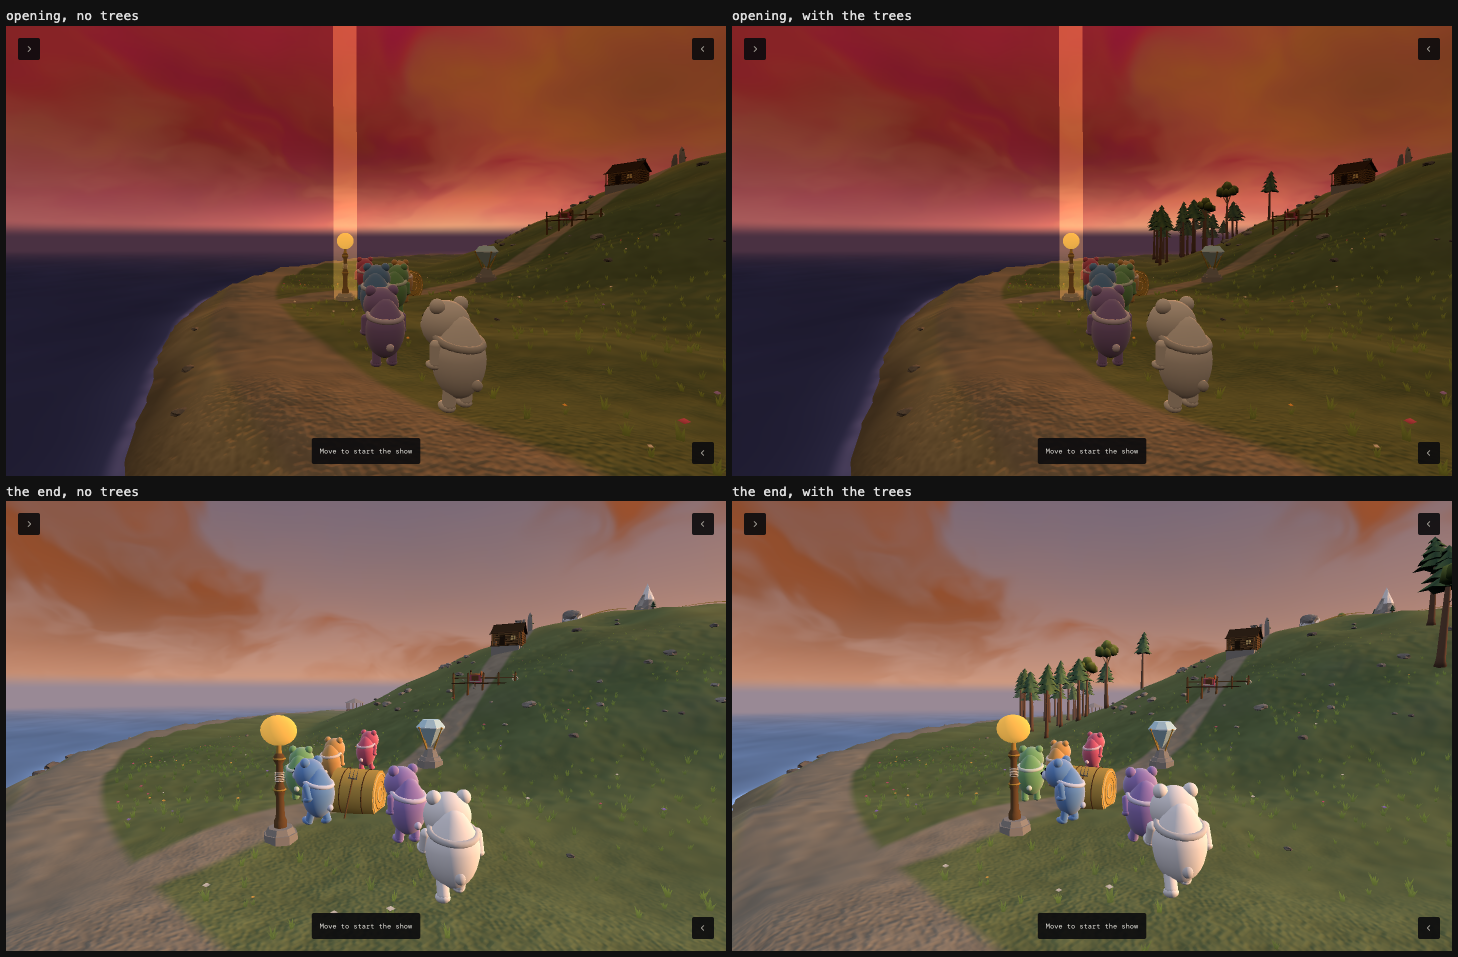 opening, no trees
opening, with the trees
Move to start the show
Move to start the show
the end, no trees
the end, with the trees
Move to start the show
Move to start the show